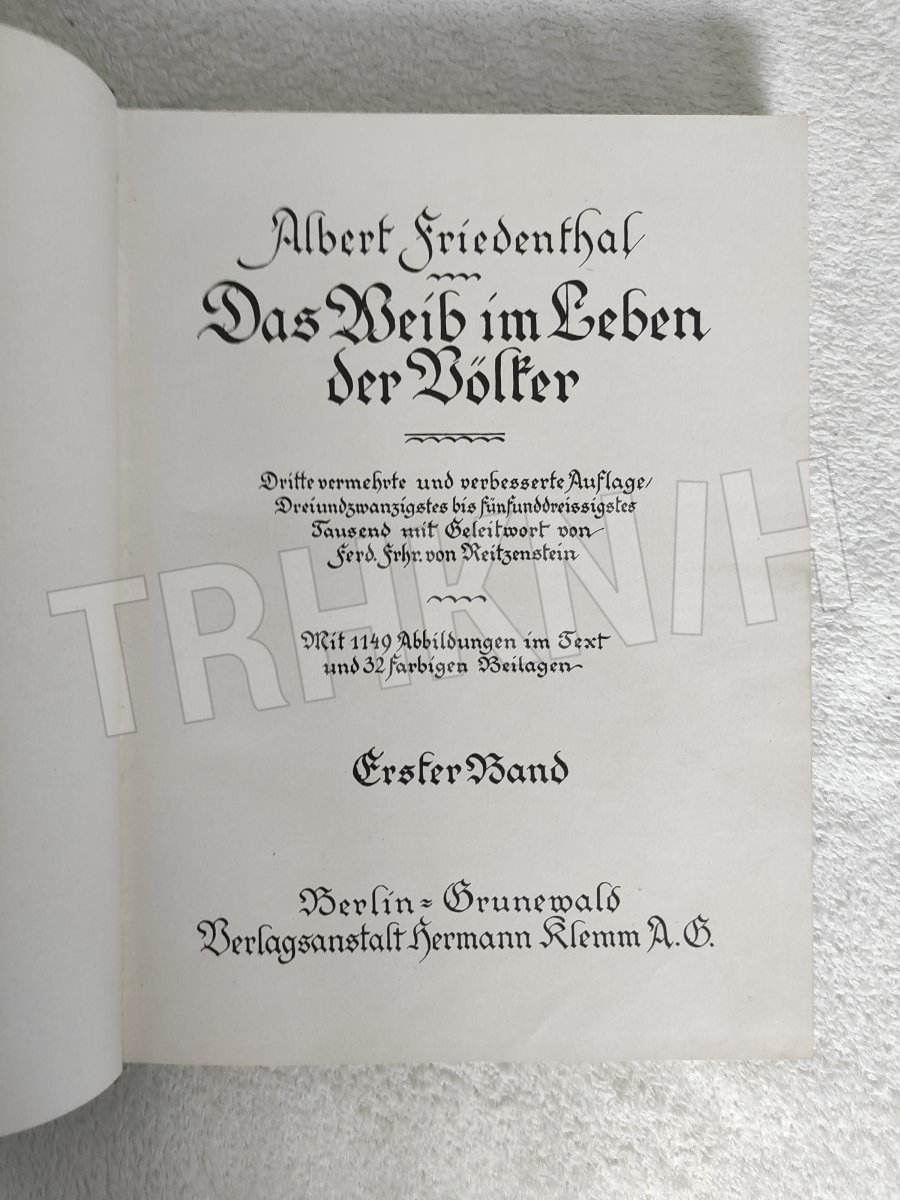 Albert Friedenthal/
Das Weib im Leben
der Völker
Dritte vermehrte und verbesserte Auflage/
Dreiundzwanzigstes bis fünfunddreissigstes
Tausend mit Geleitwort von
Ferd. Frhr. von Reitzenstein
Mit 1149 Abbildungen im Text
und 32 farbigen Beilagen
Erster Band
Berlin=Grunewald
Verlagsanstalt Hermann Klemm A.G.
TRHKNIH